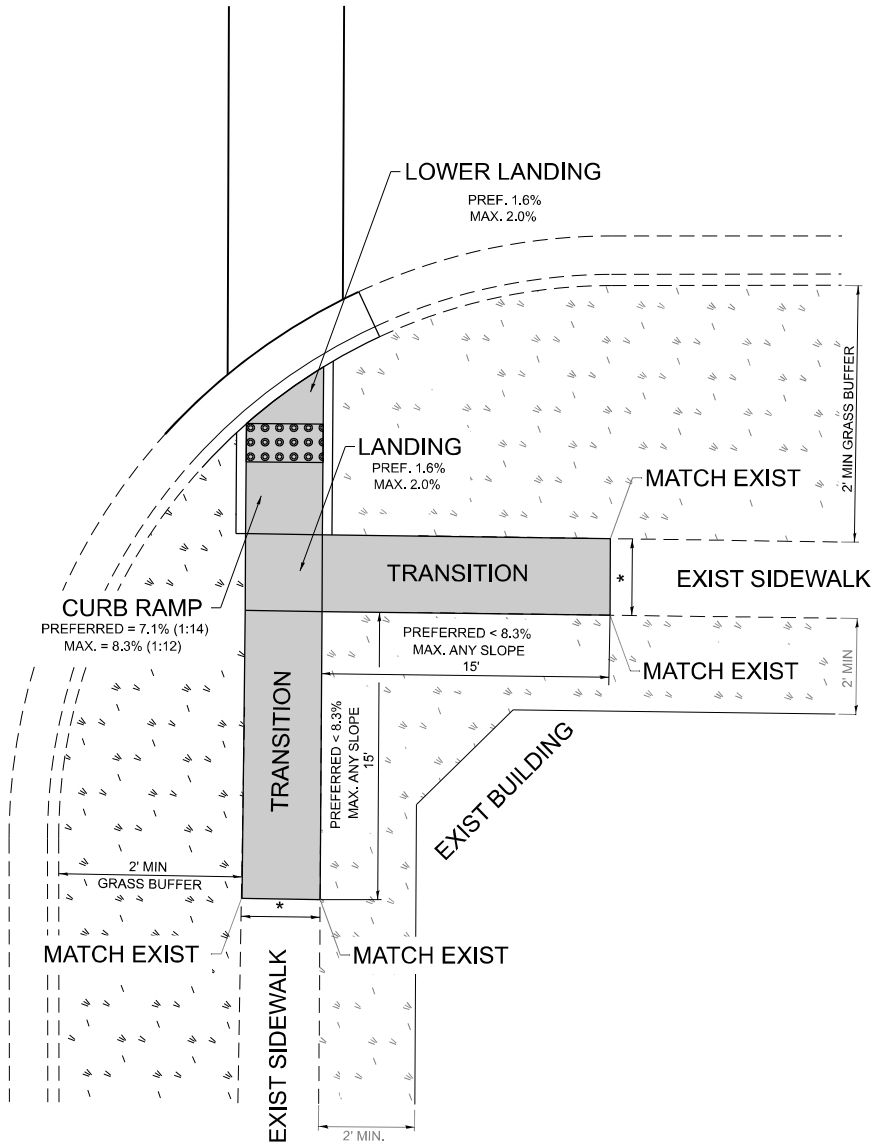 LOWER LANDING
PREF. 1.6%
MAX. 2.0%
LANDING
PREF. 1.6%
MAX. 2.0%
2' MIN GRASS BUFFER
MATCH EXIST
TRANSITION
*
EXIST SIDEWALK
CURB RAMP
PREFERRED = 7.1% (1:14)
MAX. = 8.3% (1:12)
PREFERRED < 8.3%
MAX. ANY SLOPE
15'
MATCH EXIST
2' MIN
TRANSITION
PREFERRED < 8.3%
MAX. ANY SLOPE
15'
EXIST BUILDING
2' MIN
GRASS BUFFER
*
MATCH EXIST
MATCH EXIST
EXIST SIDEWALK
2' MIN.